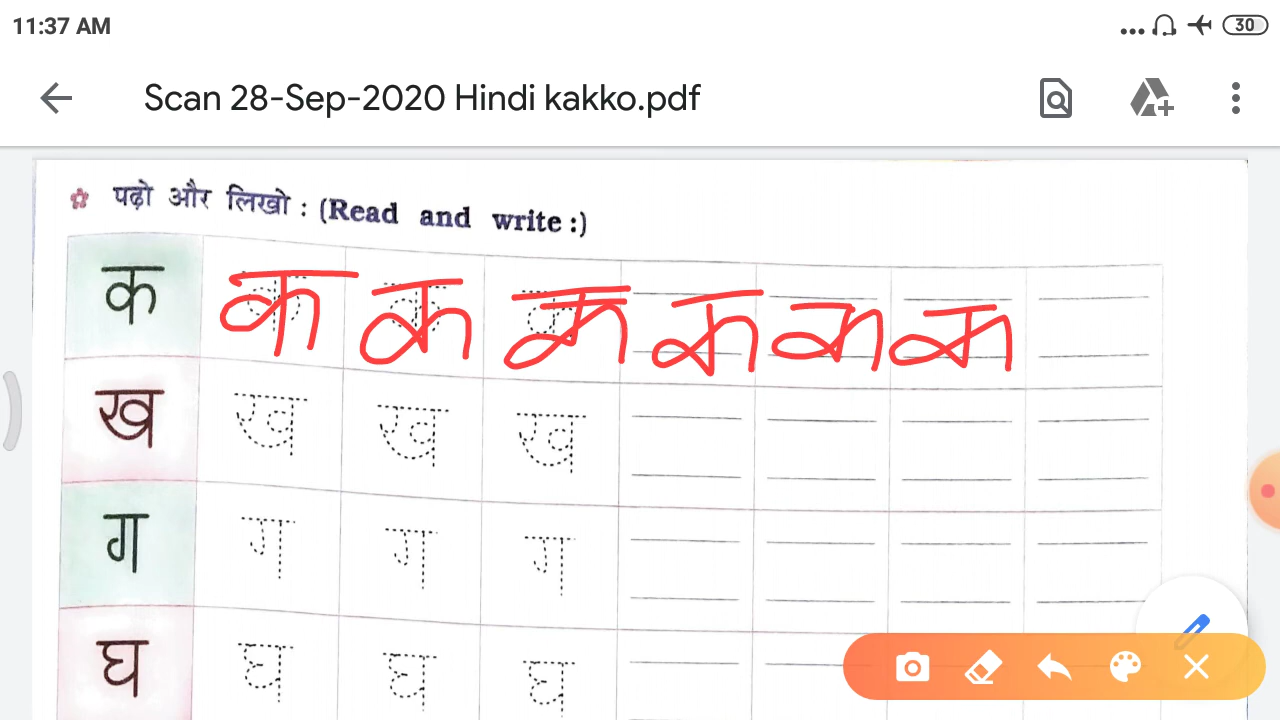 11:37 AM 30
Scan 28-Sep-2020 Hindi kakko.pdf
पढ़ो और लिखो : (Read and write :)
क क क क क क क
ख ख ख ख
ग ग ग ग
घ घ घ घ